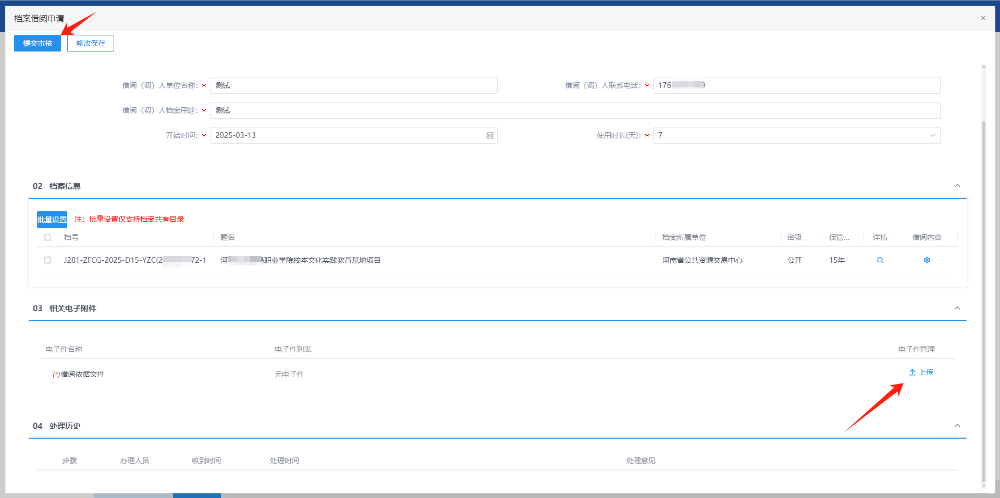 档案借阅申请
提交审核 修改保存
借阅（调）人单位名称：* 测试 借阅（调）人联系电话：* 176 9
借阅（调）人档案用途：* 测试
开始时间：* 2025-03-13 使用时长(天)：* 7
02 档案信息
批量设置 注：批量设置仅支持档案共有目录
档号 题名 档案所属单位 密级 保管... 详情 借阅内容
J281-ZFCG-2025-D15-YZC(2 72-1 河 职业学院校本文化实践教育基地项目 河南省公共资源交易中心 公开 15年
03 相关电子附件
电子件名称 电子件列表 电子件管理
(*)借阅依据文件 无电子件 上传
04 处理历史
步骤 办理人员 收到时间 处理时间 处理意见